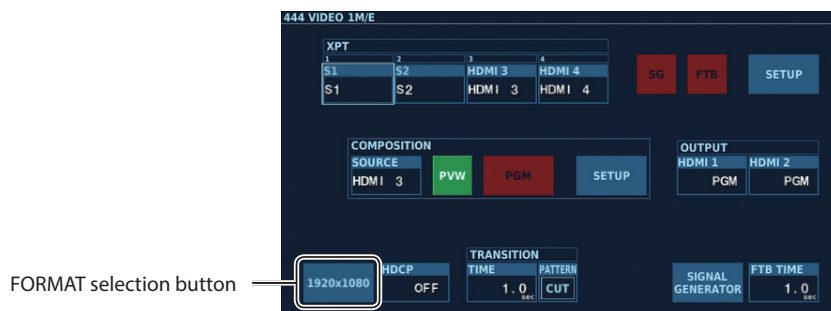 444 VIDEO 1M/E
XPT
1 2 3 4
S1 S2 HDMI 3 HDMI 4
S1 S2 HDMI 3 HDMI 4
SG FTB SETUP
COMPOSITION
SOURCE
HDMI 3
PVW PGM SETUP
OUTPUT
HDMI 1 HDMI 2
PGM PGM
FORMAT selection button
1920x1080
HDCP
OFF
TRANSITION
TIME PATTERN
1.0 sec CUT
SIGNAL
GENERATOR
FTB TIME
1.0 sec